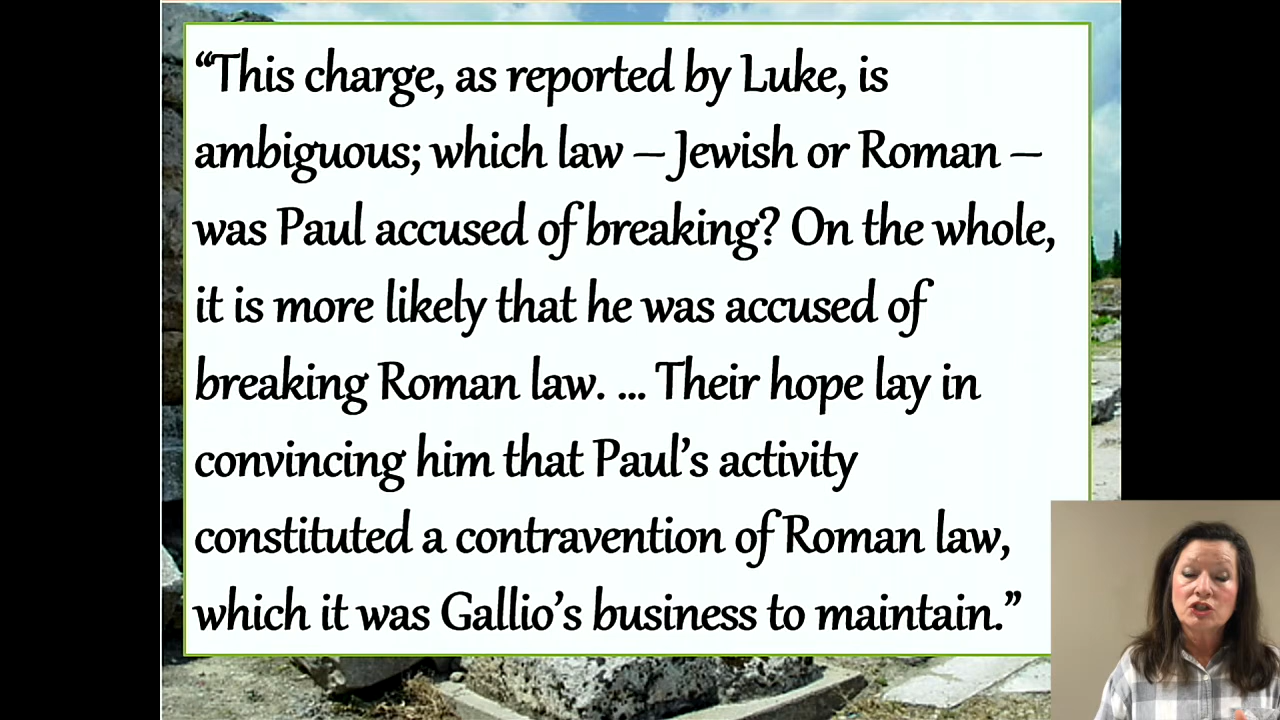 “This charge, as reported by Luke, is
ambiguous; which law – Jewish or Roman –
was Paul accused of breaking? On the whole,
it is more likely that he was accused of
breaking Roman law. ... Their hope lay in
convincing him that Paul’s activity
constituted a contravention of Roman law,
which it was Gallio’s business to maintain.”